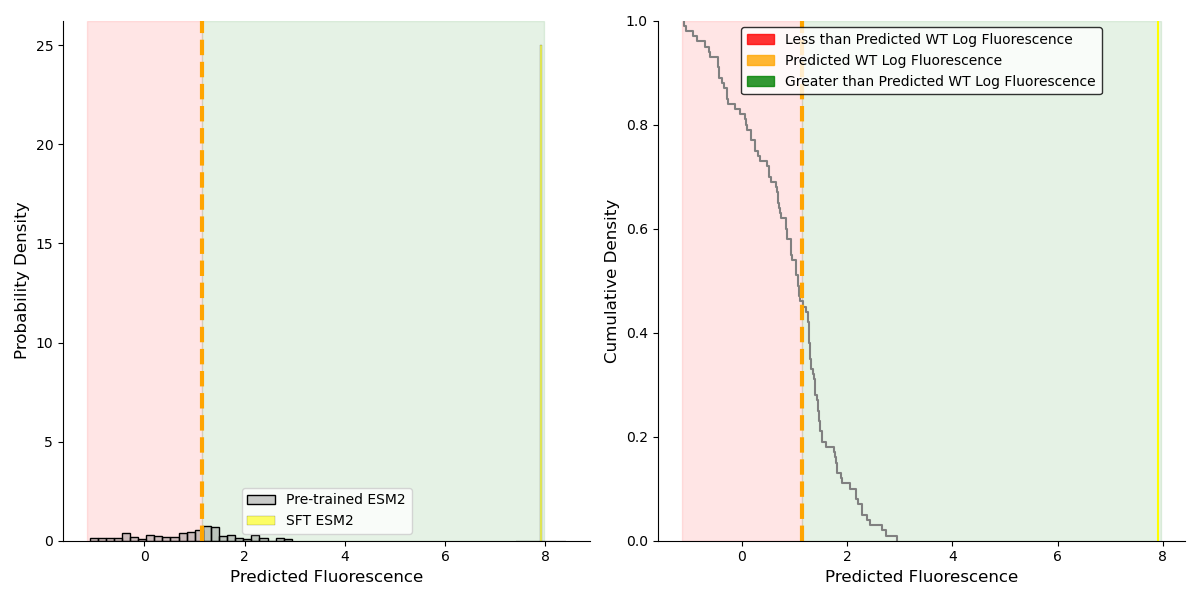 25
20
15
10
5
0
Probability Density
0
2
4
6
8
Predicted Fluorescence
Pre-trained ESM2
SFT ESM2
1.0
0.8
0.6
0.4
0.2
0.0
Cumulative Density
0
2
4
6
8
Predicted Fluorescence
Less than Predicted WT Log Fluorescence
Predicted WT Log Fluorescence
Greater than Predicted WT Log Fluorescence